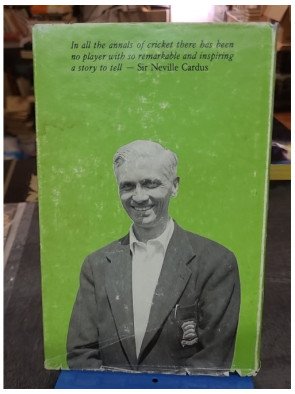 In all the annals of cricket there has been
no player with so remarkable and inspiring
a story to tell — Sir Neville Cardus